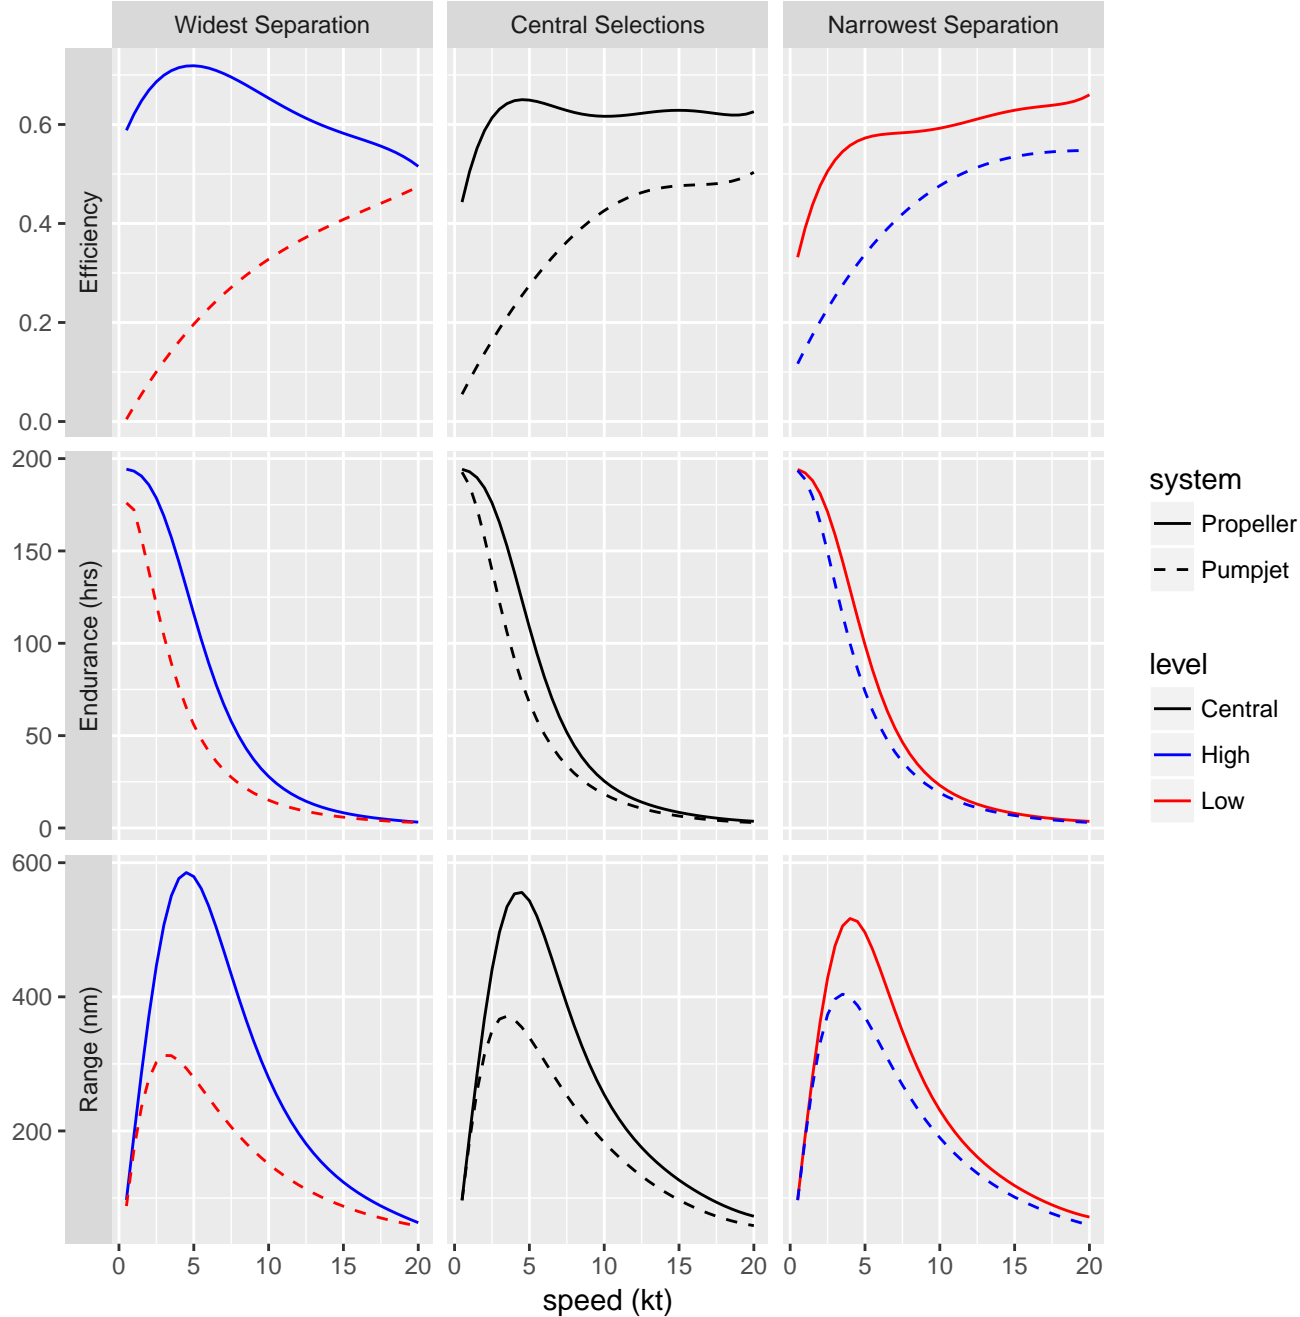 Widest Separation Central Selections Narrowest Separation
Efficiency
0.6
0.4
0.2
0.0
Endurance (hrs)
200
150
100
50
0
Range (nm)
600
400
200
0 5 10 15 20 0 5 10 15 20 0 5 10 15 20
speed (kt)
system
Propeller
Pumpjet
level
Central
High
Low